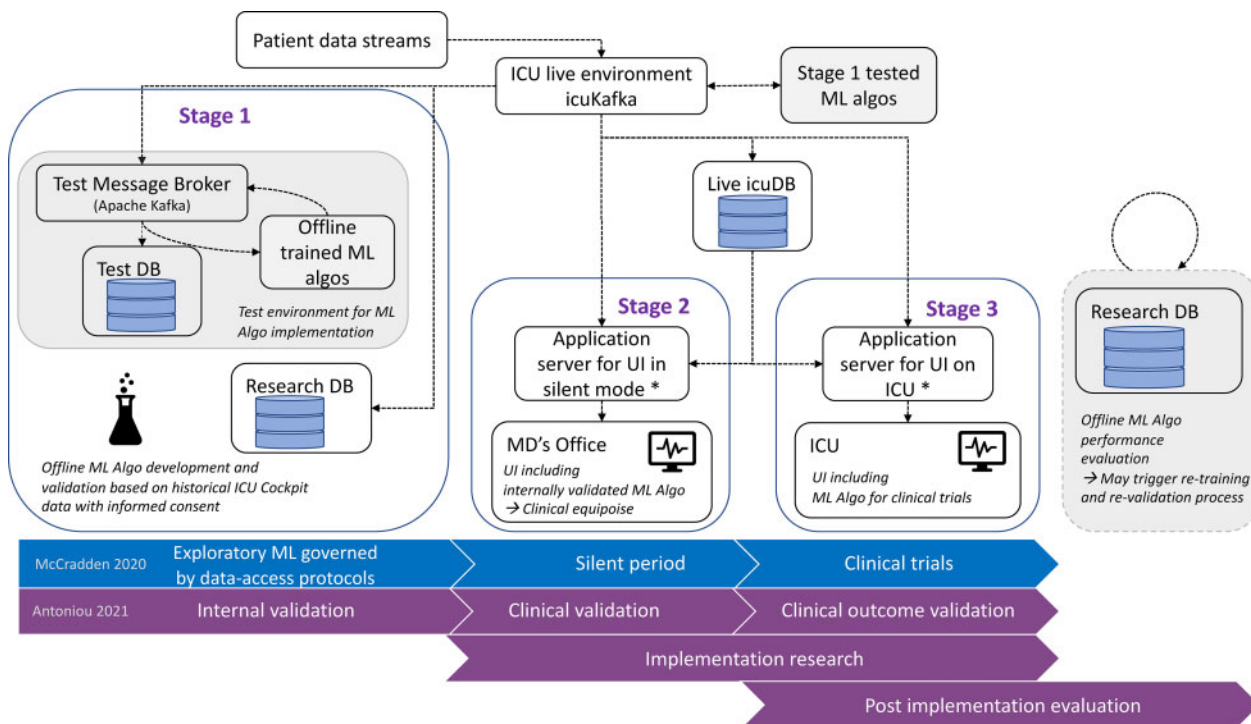 Patient data streams
ICU live environment
icuKafka
Stage 1 tested
ML algos
Stage 1
Test Message Broker
(Apache Kafka)
Offline
trained ML
algos
Test DB
Test environment for ML
Algo implementation
Research DB
Offline ML Algo development and
validation based on historical ICU Cockpit
data with informed consent
Live icuDB
Stage 2
Application
server for UI in
silent mode *
MD's Office
UI including
internally validated ML Algo
→ Clinical equipoise
Stage 3
Application
server for UI on
ICU *
ICU
UI including
ML Algo for clinical trials
Research DB
Offline ML Algo
performance
evaluation
→ May trigger re-training
and re-validation process
McCradden 2020
Exploratory ML governed
by data-access protocols
Silent period
Clinical trials
Antoniou 2021
Internal validation
Clinical validation
Clinical outcome validation
Implementation research
Post implementation evaluation